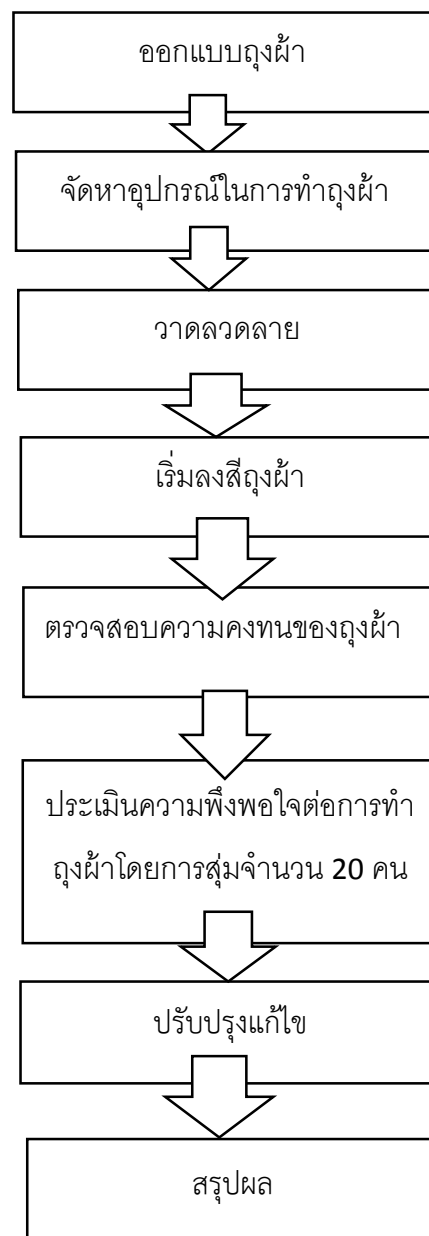 ออกแบบถุงผ้า
จัดหาอุปกรณ์ในการทำถุงผ้า
วาดลวดลาย
เริ่มลงสีถุงผ้า
ตรวจสอบความคงทนของถุงผ้า
ประเมินความพึงพอใจต่อการทำ
ถุงผ้าโดยการสุ่มจำนวน 20 คน
ปรับปรุงแก้ไข
สรุปผล